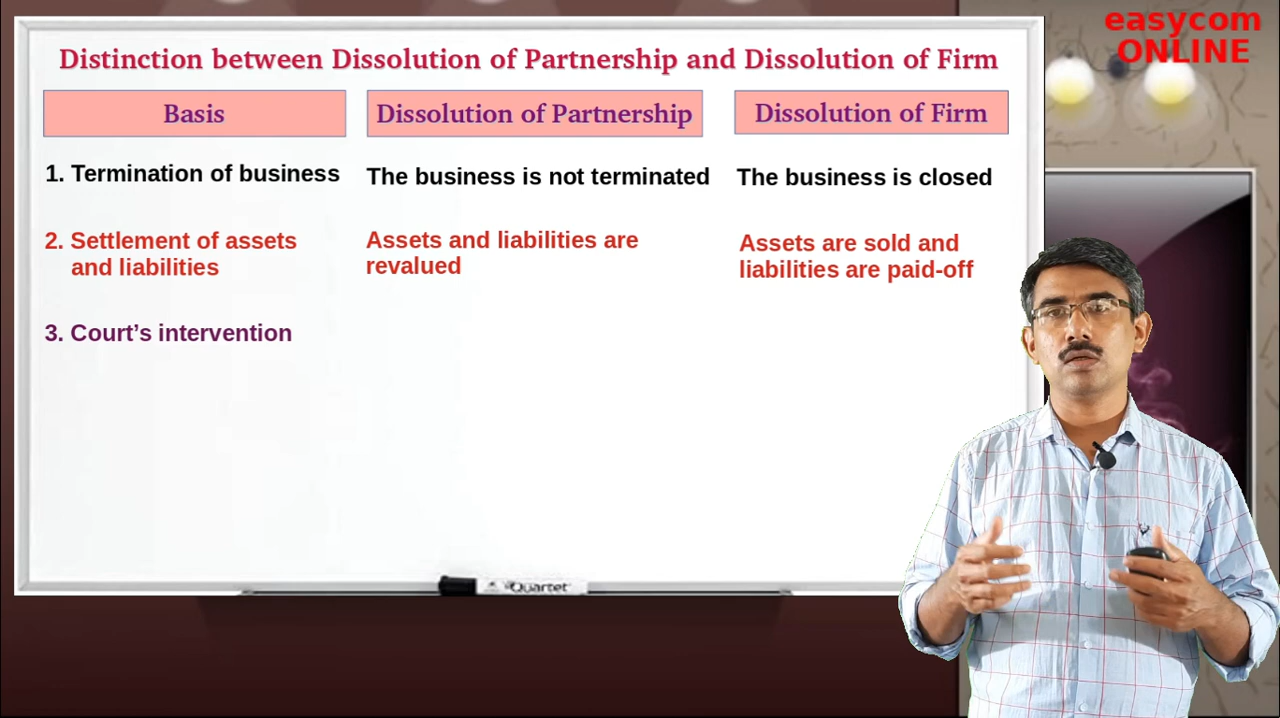 easycom
ONLINE
Distinction between Dissolution of Partnership and Dissolution of Firm
Basis
Dissolution of Partnership
Dissolution of Firm
1. Termination of business
The business is not terminated
The business is closed
2. Settlement of assets
and liabilities
Assets and liabilities are
revalued
Assets are sold and
liabilities are paid-off
3. Court’s intervention
Quartet